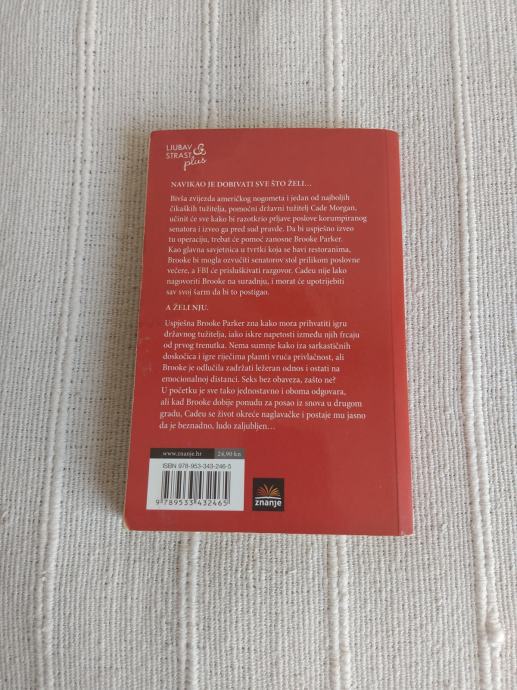 LJUBAV &
STRAST
plus
NAVIKAO JE DOBIVATI SVE ŠTO ŽELI...
Bivša zvijezda američkog nogometa i jedan od najboljih
čikaških tužitelja, pomoćni državni tužitelj Cade Morgan,
učinit će sve kako bi razotkrio prljave poslove korumpiranog
senatora i izveo ga pred sud pravde. Da bi uspješno izveo
tu operaciju, trebat će pomoć zanosne Brooke Parker.
Kao glavna savjetnica u tvrtki koja se bavi restoranima,
Brooke bi mogla ozvučiti senatorov stol prilikom poslovne
večere, a FBI će prisluškivati razgovor. Cadeu nije lako
nagovoriti Brooke na suradnju, i morat će upotrijebiti
sav svoj šarm da bi to postigao.
A ŽELI NJU.
Uspješna Brooke Parker zna kako mora prihvatiti igru
državnog tužitelja, iako iskre napetosti između njih frcaju
od prvog trenutka. Nema sumnje kako iza sarkastičnih
doskočica i igre riječima plamti vruća privlačnost, ali
Brooke je odlučila zadržati ležeran odnos i ostati na
emocionalnoj distanci. Seks bez obaveza, zašto ne?
U početku je sve tako jednostavno i oboma odgovara,
ali kad Brooke dobije ponudu za posao iz snova u drugom
gradu, Cadeu se život okreće naglavačke i postaje mu jasno
da je beznadno, ludo zaljubljen...
www.znanje.hr 24,90 kn
ISBN 978-953-343-246-5
9 789533 432465
znanje